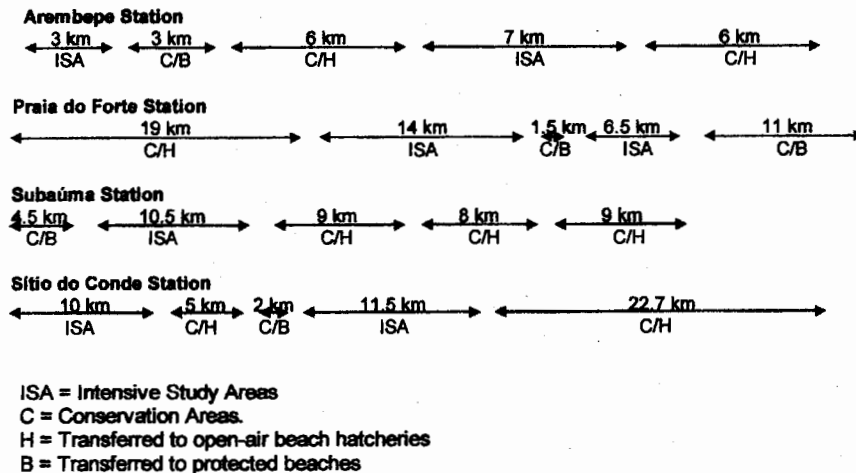 Arembepe Station
3 km 3 km 6 km 7 km 6 km
ISA C/B C/H ISA C/H
Praia do Forte Station
19 km 14 km 1.5 km 6.5 km 11 km
C/H ISA C/B ISA C/B
Subaúma Station
4.5 km 10.5 km 9 km 8 km 9 km
C/B ISA C/H C/H C/H
Sítio do Conde Station
10 km 5 km 2 km 11.5 km 22.7 km
ISA C/H C/B ISA C/H
ISA = Intensive Study Areas
C = Conservation Areas.
H = Transferred to open-air beach hatcheries
B = Transferred to protected beaches